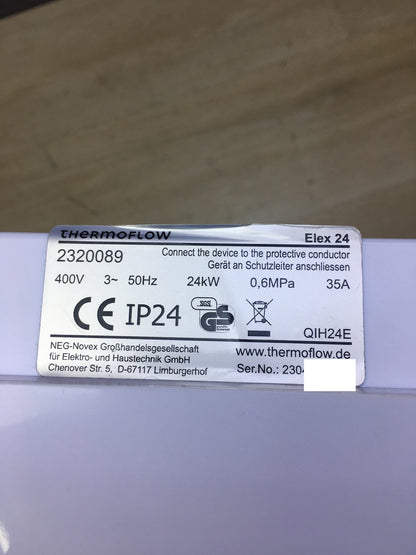 THERMOFLOW Elex 24
2320089 Connect the device to the protective conductor
Gerät an Schutzleiter anschliessen
400V 3~ 50Hz 24kW 0,6MPa 35A
CE IP24 SGS GS QIH24E
NEG-Novex Großhandelsgesellschaft
für Elektro- und Haustechnik GmbH
Chenover Str. 5, D-67117 Limburgerhof
www.thermoflow.de
Ser.No.: 230